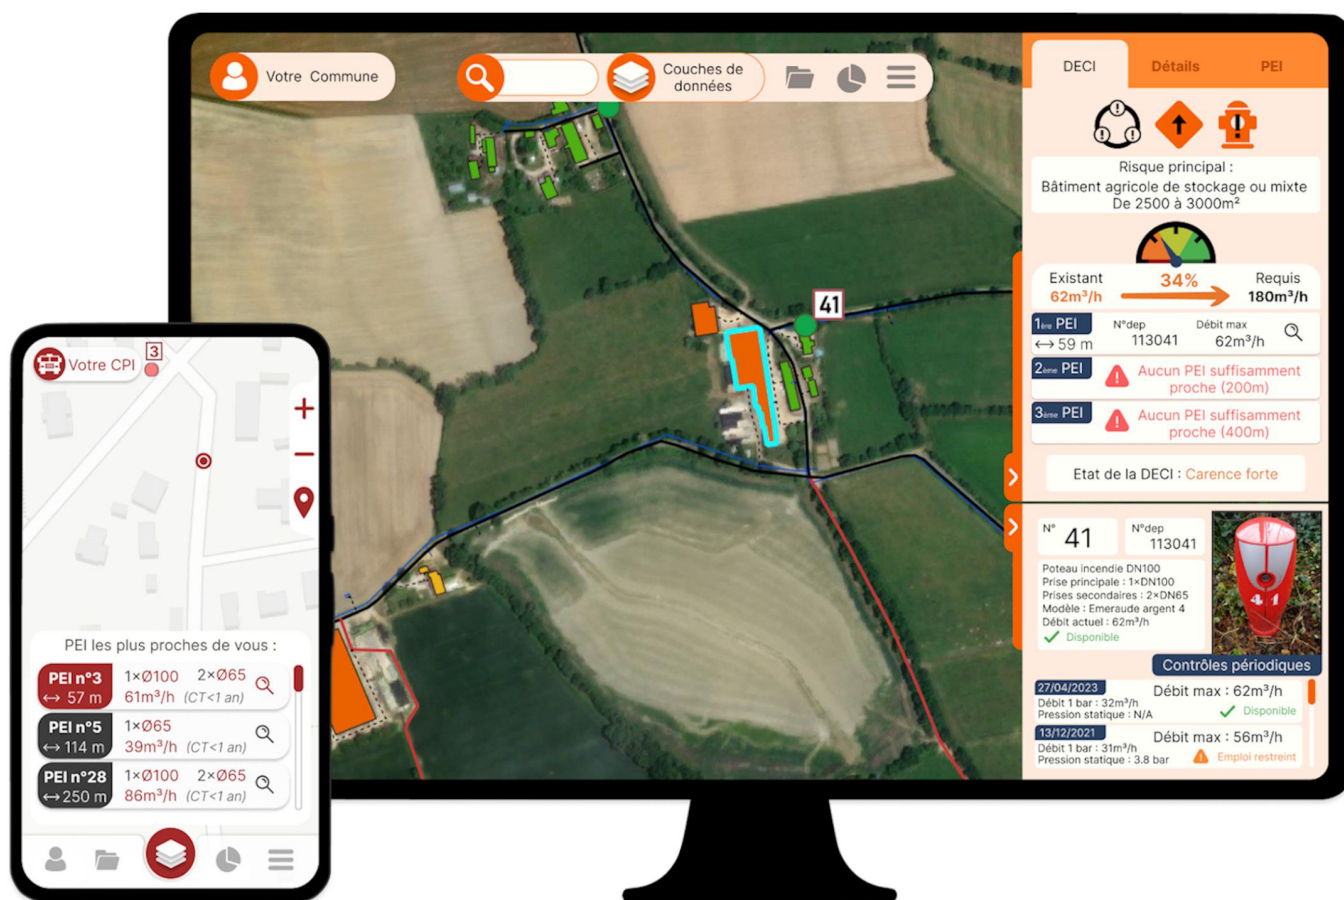 Votre Commune
Couches de
données
DECI
Détails
PEI
Risque principal :
Bâtiment agricole de stockage ou mixte
De 2500 à 3000m²
Existant
34%
Requis
62m³/h
180m³/h
1ère PEI
N°dep
Débit max
↔ 59 m
113041
62m³/h
2ème PEI
Aucun PEI suffisamment
proche (200m)
3ème PEI
Aucun PEI suffisamment
proche (400m)
Etat de la DECI : Carence forte
N° 41
N°dep
113041
Poteau incendie DN100
Prise principale : 1×DN100
Prises secondaires : 2×DN65
Modèle : Emeraude argent 4
Débit actuel : 62m³/h
Disponible
41
Contrôles périodiques
27/04/2023
Débit max : 62m³/h
Débit 1 bar : 32m³/h
Pression statique : N/A
Disponible
13/12/2021
Débit max : 56m³/h
Débit 1 bar : 31m³/h
Pression statique : 3.8 bar
Emploi restreint
41
Votre CPI
3
PEI les plus proches de vous :
PEI n°3
1×Ø100 2×Ø65
↔ 57 m
61m³/h (CT<1 an)
PEI n°5
1×Ø65
↔ 114 m
39m³/h (CT<1 an)
PEI n°28
1×Ø100 2×Ø65
↔ 250 m
86m³/h (CT<1 an)